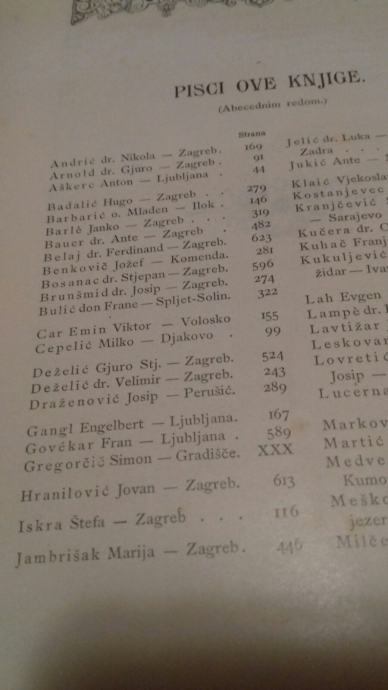 PISCI OVE KNJIGE.
(Abecednim redom.)
Strana
Andrić dr. Nikola — Zagreb. 169
Arnold dr. Gjuro — Zagreb . 91
Aškerc Anton — Ljubljana . 44
Badalić Hugo — Zagreb . . 279
Barbarić o. Mladen — Ilok . 146
Barlè Janko — Zagreb . . . 319
Bauer dr. Ante — Zagreb . 482
Belaj dr. Ferdinand — Zagreb. 623
Benkovič Jožef — Komenda. 281
Bosanac dr. Stjepan — Zagreb. 596
Brunšmid dr. Josip — Zagreb. 274
Bulić don Frane — Spljet-Solin. 322
Car Emin Viktor — Volosko 155
Cepelić Milko — Djakovo . 99
Deželić Gjuro Stj. — Zagreb. 524
Deželić dr. Velimir — Zagreb. 243
Draženović Josip — Perušić. 289
Gangl Engelbert — Ljubljana. 167
Govékar Fran — Ljubljana . 589
Gregorčič Simon — Gradišče. XXX
Hranilović Jovan — Zagreb. 613
Iskra Štefa — Zagreb . . . 116
Jambrišak Marija — Zagreb. 446
Jelić dr. Luka —
Zadra . . .
Jukić Ante —
Klaić Vjekosla
Kostanjevec
Kranjčević S
— Sarajevo
Kučera dr. O
Kuhač Franj
Kukuljević
židar — Iva
Lah Evgen
Lampè dr. 
Lavtižar
Leskovar
Lovretić
Josip —
Lucerna
Markov
Martić
Medve
Kumo
Meško
jezer
Milče